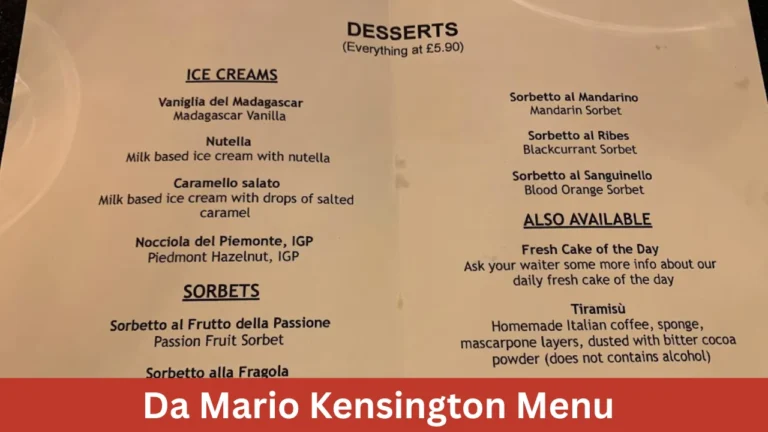 DESSERTS
(Everything at £5.90)
ICE CREAMS
Vaniglia del Madagascar
Madagascar Vanilla
Nutella
Milk based ice cream with nutella
Caramello salato
Milk based ice cream with drops of salted
caramel
Nocciola del Piemonte, IGP
Piedmont Hazelnut, IGP
SORBETS
Sorbetto al Frutto della Passione
Passion Fruit Sorbet
Sorbetto alla Fragola
Sorbetto al Mandarino
Mandarin Sorbet
Sorbetto al Ribes
Blackcurrant Sorbet
Sorbetto al Sanguinello
Blood Orange Sorbet
ALSO AVAILABLE
Fresh Cake of the Day
Ask your waiter some more info about our
daily fresh cake of the day
Tiramisù
Homemade Italian coffee, sponge,
mascarpone layers, dusted with bitter cocoa
powder (does not contains alcohol)
Da Mario Kensington Menu